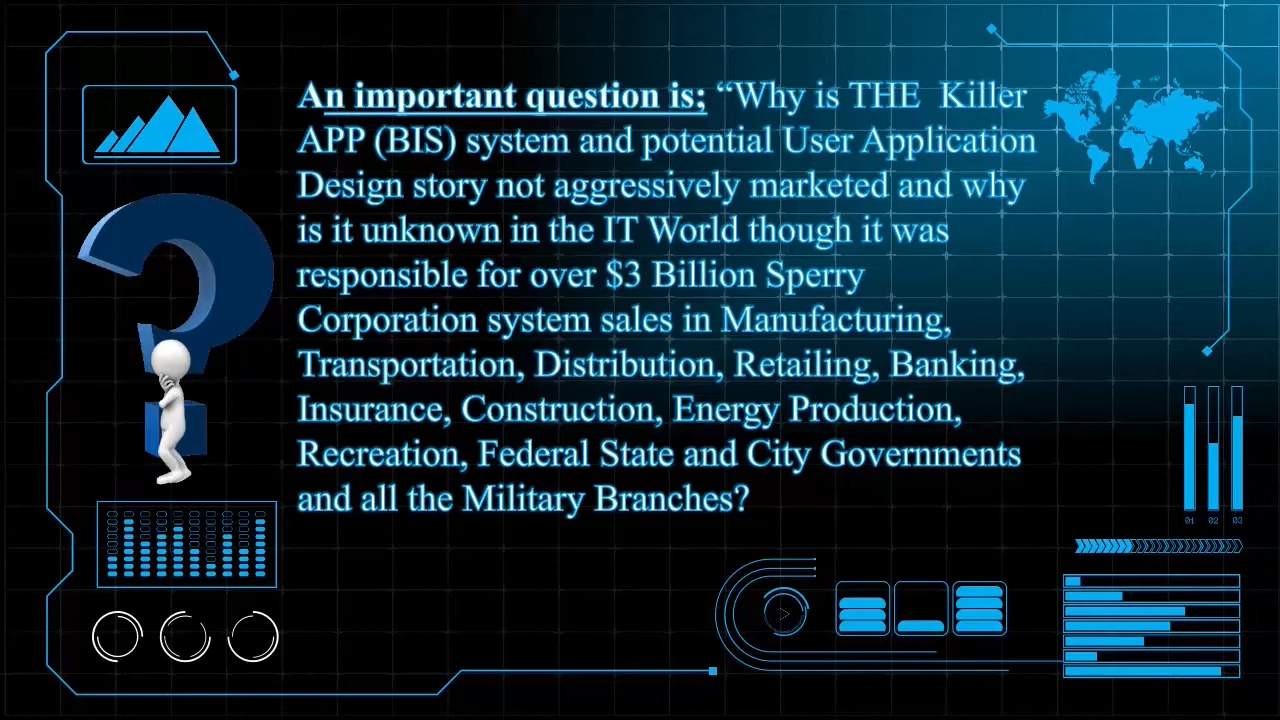 An important question is; “Why is THE  Killer
APP (BIS) system and potential User Application
Design story not aggressively marketed and why
is it unknown in the IT World though it was
responsible for over $3 Billion Sperry
Corporation system sales in Manufacturing,
Transportation, Distribution, Retailing, Banking,
Insurance, Construction, Energy Production,
Recreation, Federal State and City Governments
and all the Military Branches?
01 02 03